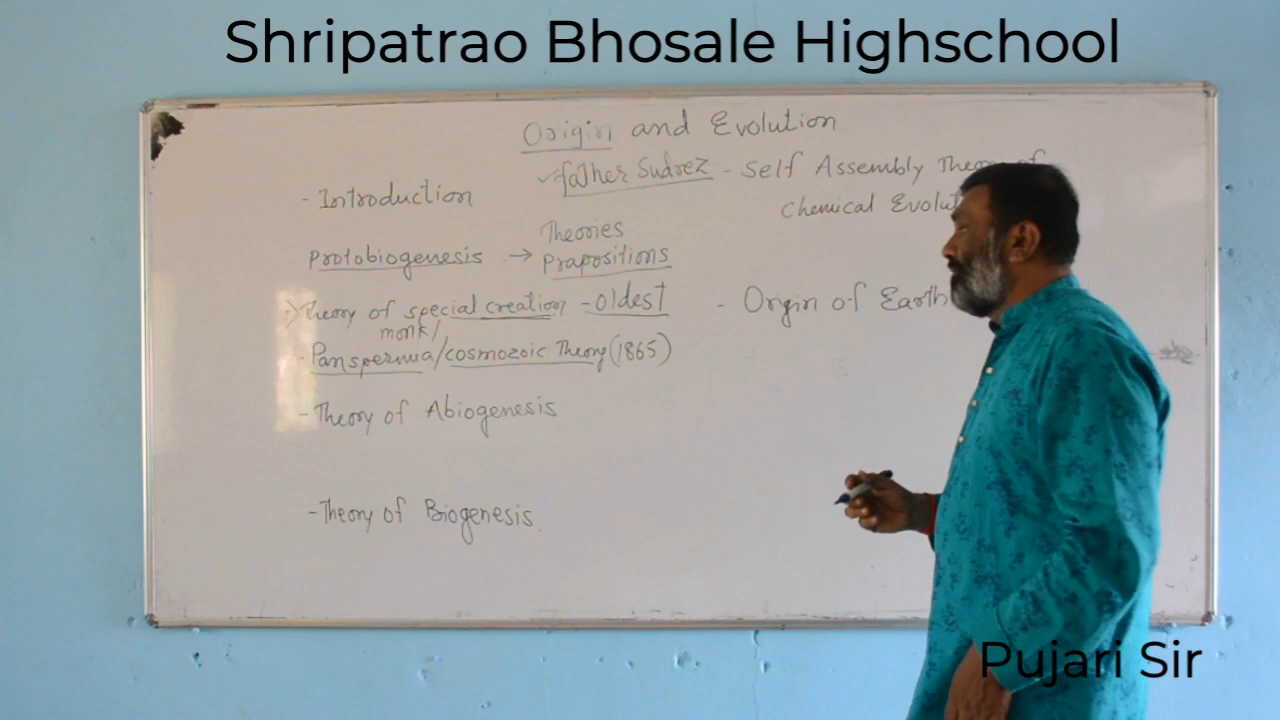 Shripatrao Bhosale Highschool
Origin and Evolution
- Introduction
✓ father Suarez - Self Assembly Theory of
Chemical Evolut
Protobiogenesis → Theories
Prapositions
Theory of special creation - oldest
- Origin of Earth
monk/
- Panspermia/cosmozoic Theory (1865)
- Theory of Abiogenesis
- Theory of Biogenesis.
Pujari Sir